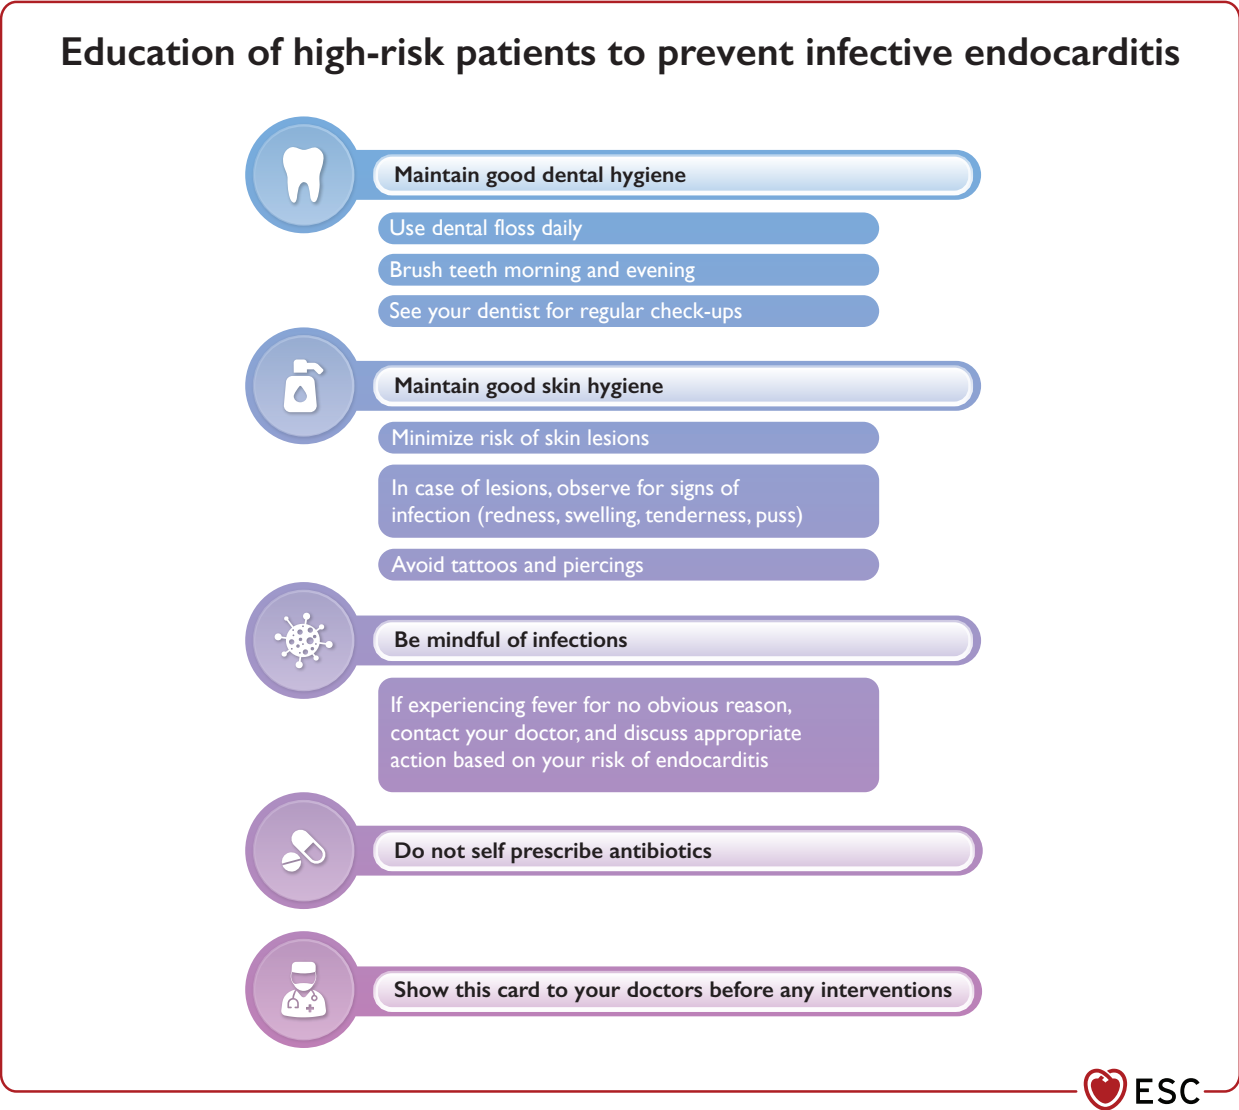 Education of high-risk patients to prevent infective endocarditis
Maintain good dental hygiene
Use dental floss daily
Brush teeth morning and evening
See your dentist for regular check-ups
Maintain good skin hygiene
Minimize risk of skin lesions
In case of lesions, observe for signs of
infection (redness, swelling, tenderness, puss)
Avoid tattoos and piercings
Be mindful of infections
If experiencing fever for no obvious reason,
contact your doctor, and discuss appropriate
action based on your risk of endocarditis
Do not self prescribe antibiotics
Show this card to your doctors before any interventions
ESC